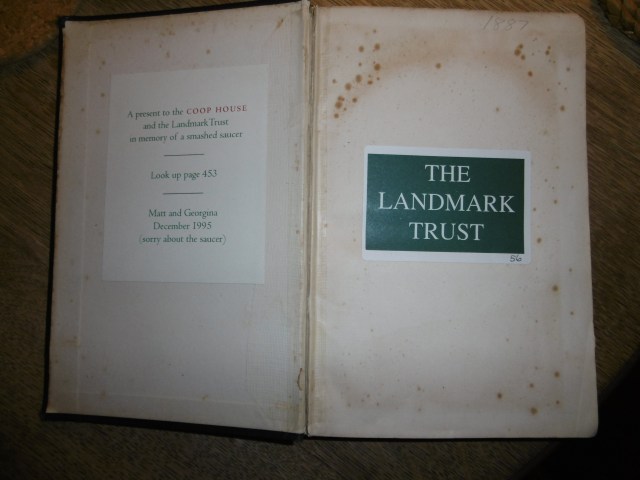 A present to the COOP HOUSE
and the Landmark Trust
in memory of a smashed saucer
Look up page 453
Matt and Georgina
December 1995
(sorry about the saucer)
1887
THE
LANDMARK
TRUST